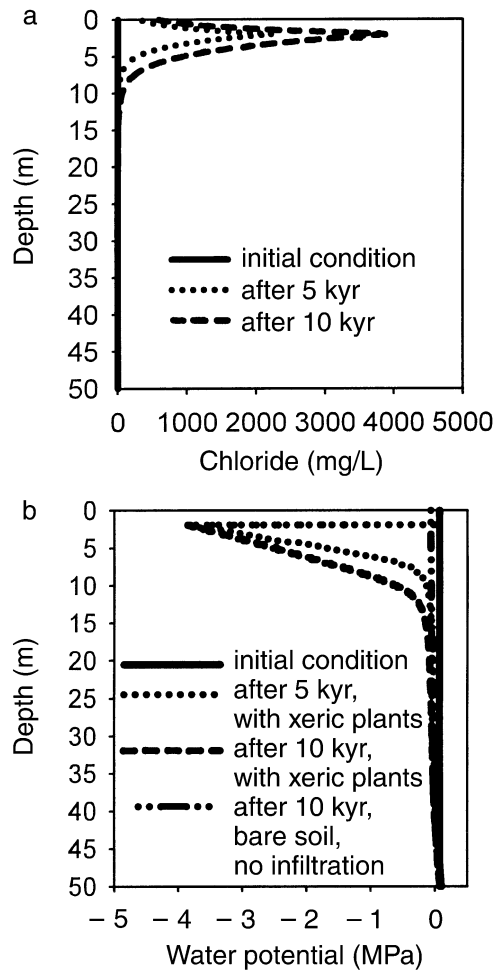 a
0
5
10
15
20
25
30
35
40
45
50
Depth (m)
initial condition
after 5 kyr
after 10 kyr
0 1000 2000 3000 4000 5000
Chloride (mg/L)
b
0
5
10
15
20
25
30
35
40
45
50
Depth (m)
initial condition
after 5 kyr,
with xeric plants
after 10 kyr,
with xeric plants
after 10 kyr,
bare soil,
no infiltration
– 5 – 4 – 3 – 2 – 1 0
Water potential (MPa)